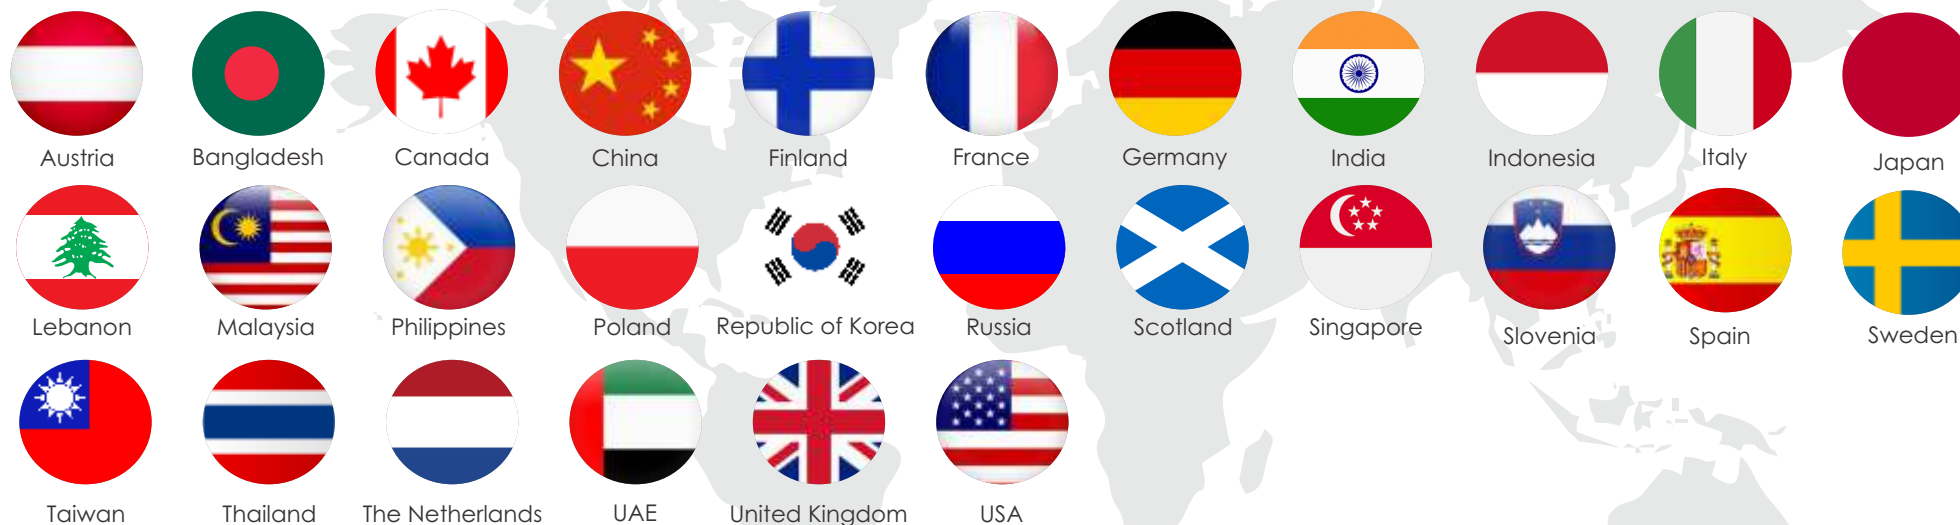 Austria
Bangladesh
Canada
China
Finland
France
Germany
India
Indonesia
Italy
Japan
Lebanon
Malaysia
Philippines
Poland
Republic of Korea
Russia
Scotland
Singapore
Slovenia
Spain
Sweden
Taiwan
Thailand
The Netherlands
UAE
United Kingdom
USA